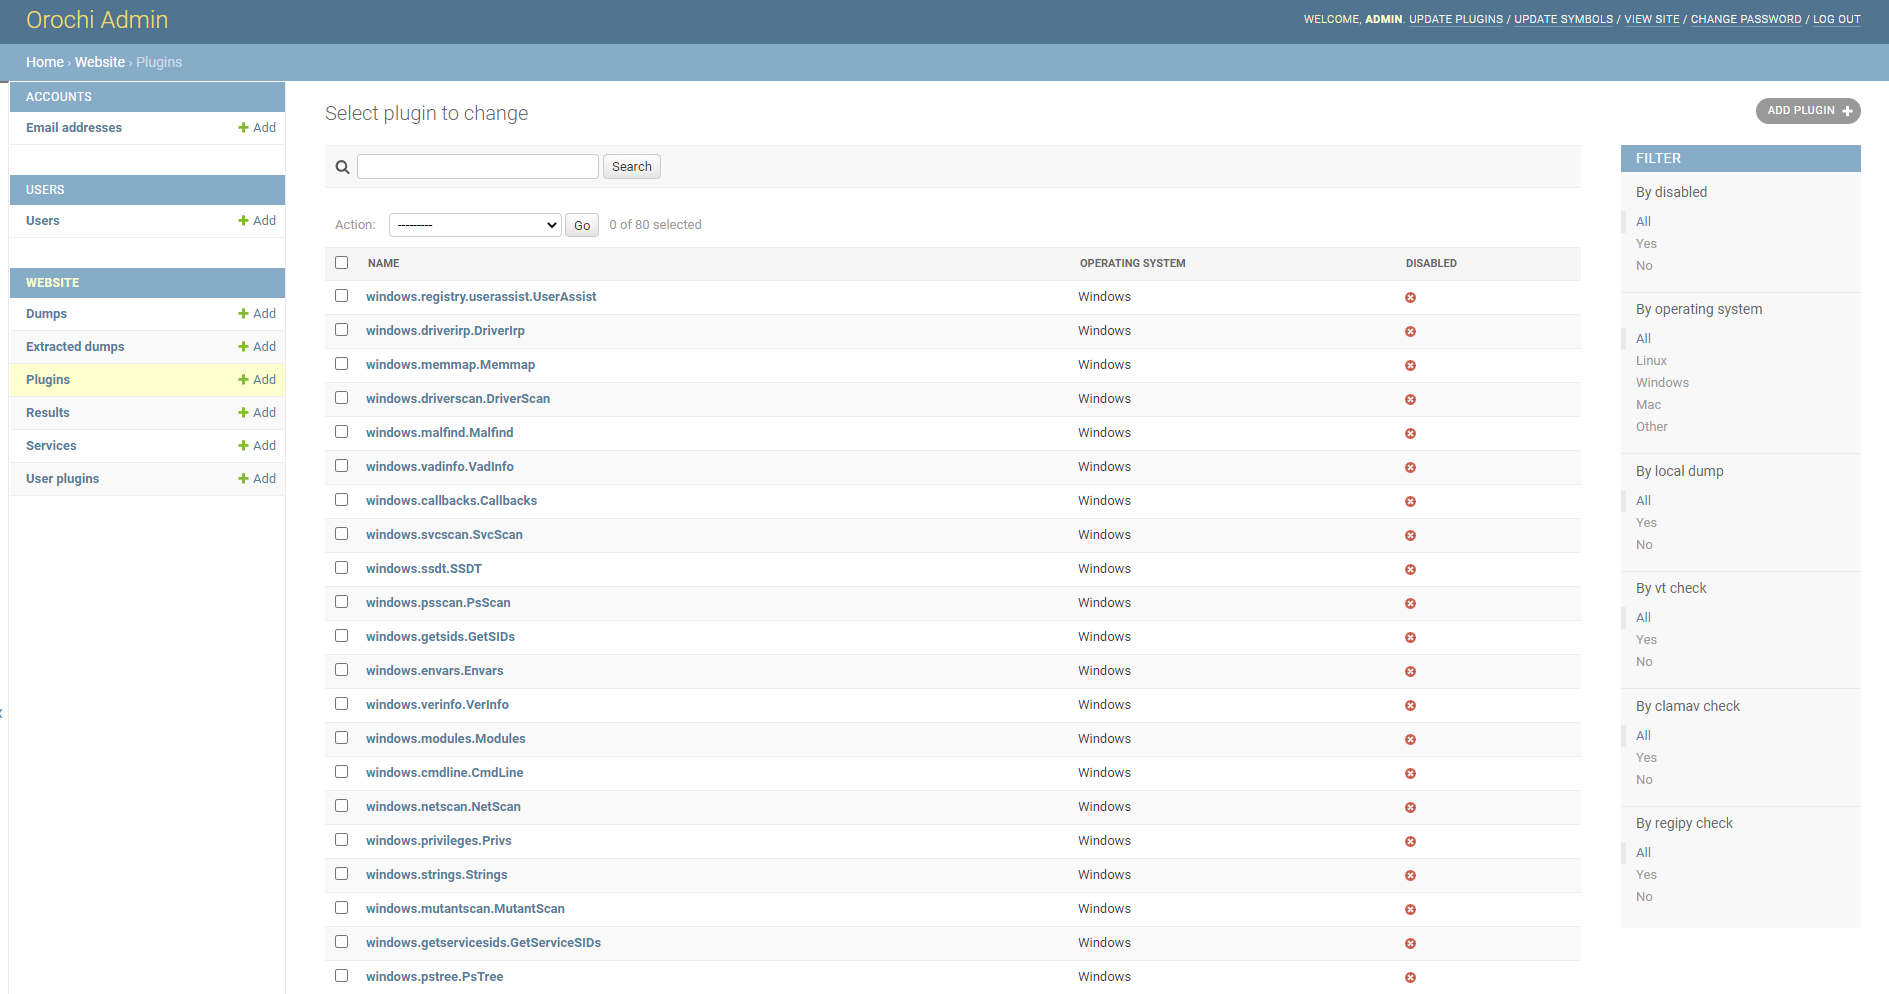 Orochi Admin
WELCOME, ADMIN. UPDATE PLUGINS / UPDATE SYMBOLS / VIEW SITE / CHANGE PASSWORD / LOG OUT
Home › Website › Plugins
ACCOUNTS
Email addresses + Add
USERS
Users + Add
WEBSITE
Dumps + Add
Extracted dumps + Add
Plugins + Add
Results + Add
Services + Add
User plugins + Add
Select plugin to change
ADD PLUGIN +
Search
Action: --------- Go 0 of 80 selected
NAME OPERATING SYSTEM DISABLED
windows.registry.userassist.UserAssist Windows
windows.driverirp.DriverIrp Windows
windows.memmap.Memmap Windows
windows.driverscan.DriverScan Windows
windows.malfind.Malfind Windows
windows.vadinfo.VadInfo Windows
windows.callbacks.Callbacks Windows
windows.svcscan.SvcScan Windows
windows.ssdt.SSDT Windows
windows.psscan.PsScan Windows
windows.getsids.GetSIDs Windows
windows.envars.Envars Windows
windows.verinfo.VerInfo Windows
windows.modules.Modules Windows
windows.cmdline.CmdLine Windows
windows.netscan.NetScan Windows
windows.privileges.Privs Windows
windows.strings.Strings Windows
windows.mutantscan.MutantScan Windows
windows.getservicesids.GetServiceSIDs Windows
windows.pstree.PsTree Windows
FILTER
By disabled
All
Yes
No
By operating system
All
Linux
Windows
Mac
Other
By local dump
All
Yes
No
By vt check
All
Yes
No
By clamav check
All
Yes
No
By regipy check
All
Yes
No